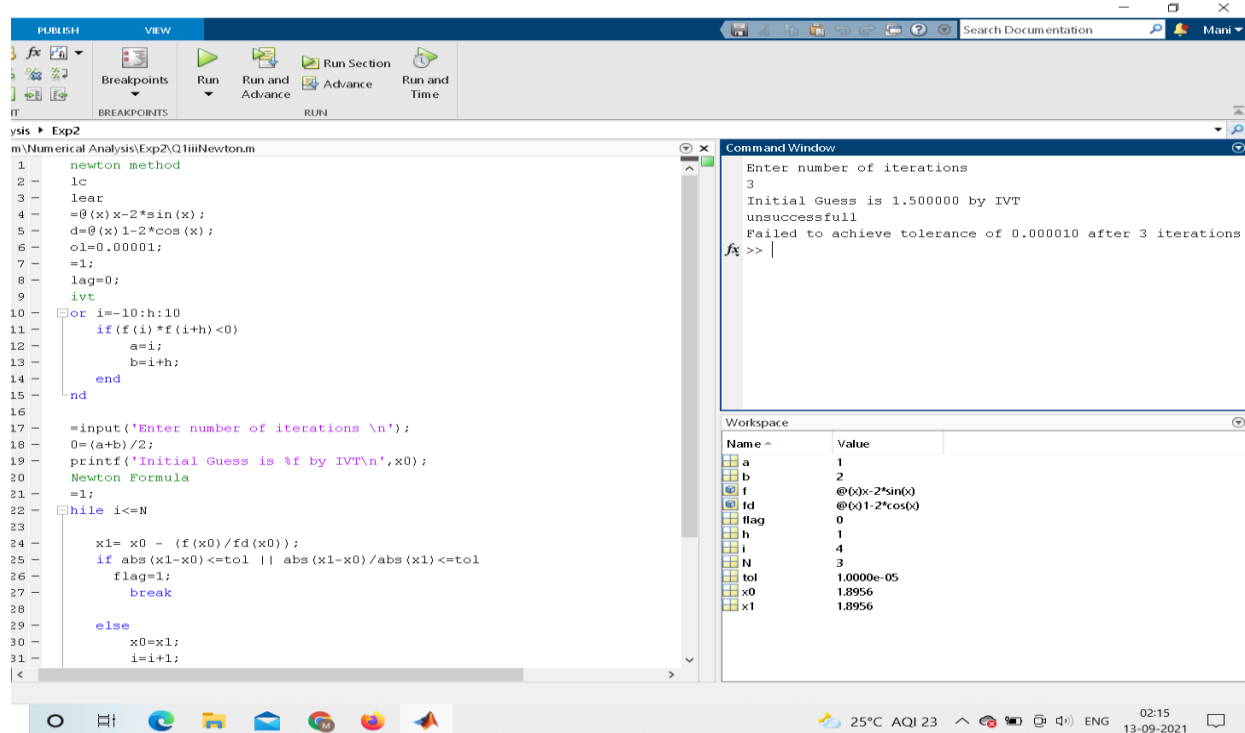 PUBLISH VIEW Search Documentation Mani
fx
Breakpoints Run Run and Advance Run Section Advance Run and Time
BREAKPOINTS RUN
ysis Exp2
m\Numerical Analysis\Exp2\Q1iiiNewton.m
1 newton method
2 lc
3 lear
4 =@(x)x-2*sin(x);
5 d=@(x)1-2*cos(x);
6 ol=0.00001;
7 =1;
8 lag=0;
9 ivt
10 or i=-10:h:10
11 if(f(i)*f(i+h)<0)
12 a=i;
13 b=i+h;
14 end
15 nd
16
17 =input('Enter number of iterations \n');
18 0=(a+b)/2;
19 printf('Initial Guess is %f by IVT\n',x0);
20 Newton Formula
21 =1;
22 hile i<=N
23
24 x1= x0 - (f(x0)/fd(x0));
25 if abs(x1-x0)<=tol || abs(x1-x0)/abs(x1)<=tol
26 flag=1;
27 break
28
29 else
30 x0=x1;
31 i=i+1;
Command Window
Enter number of iterations
3
Initial Guess is 1.500000 by IVT
unsuccessfull
Failed to achieve tolerance of 0.000010 after 3 iterations
fx >>
Workspace
Name Value
a 1
b 2
f @(x)x-2*sin(x)
fd @(x)1-2*cos(x)
flag 0
h 1
i 4
N 3
tol 1.0000e-05
x0 1.8956
x1 1.8956
25°C AQI 23 ENG 02:15
13-09-2021